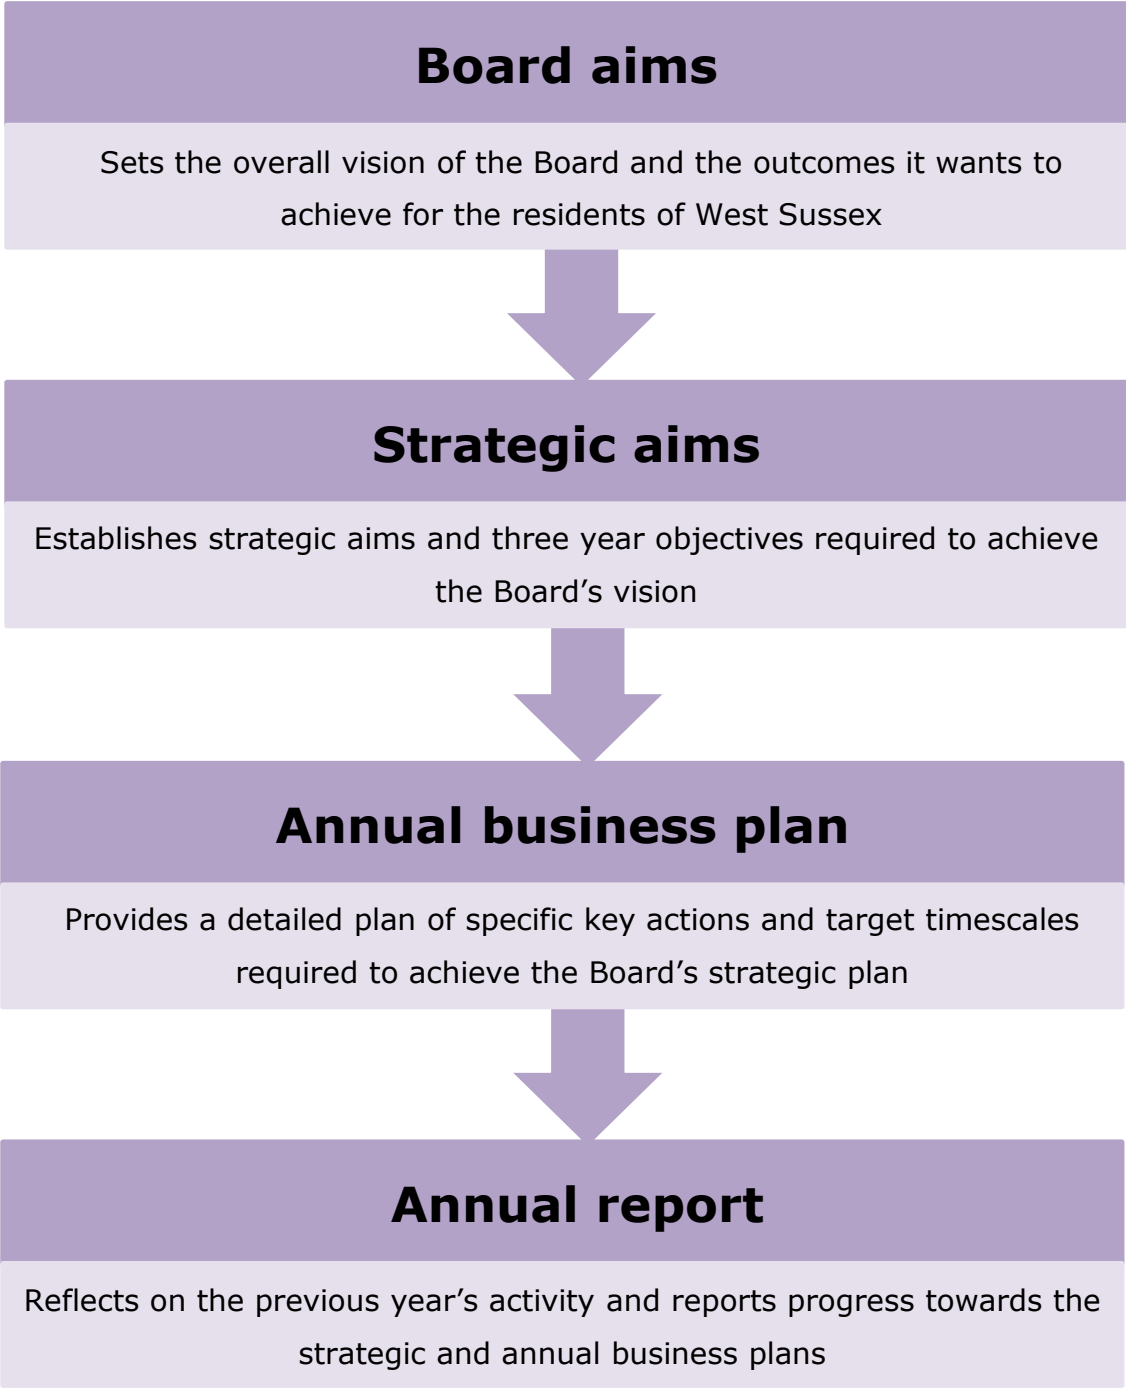 Board aims
Sets the overall vision of the Board and the outcomes it wants to
achieve for the residents of West Sussex
Strategic aims
Establishes strategic aims and three year objectives required to achieve
the Board’s vision
Annual business plan
Provides a detailed plan of specific key actions and target timescales
required to achieve the Board’s strategic plan
Annual report
Reflects on the previous year’s activity and reports progress towards the
strategic and annual business plans